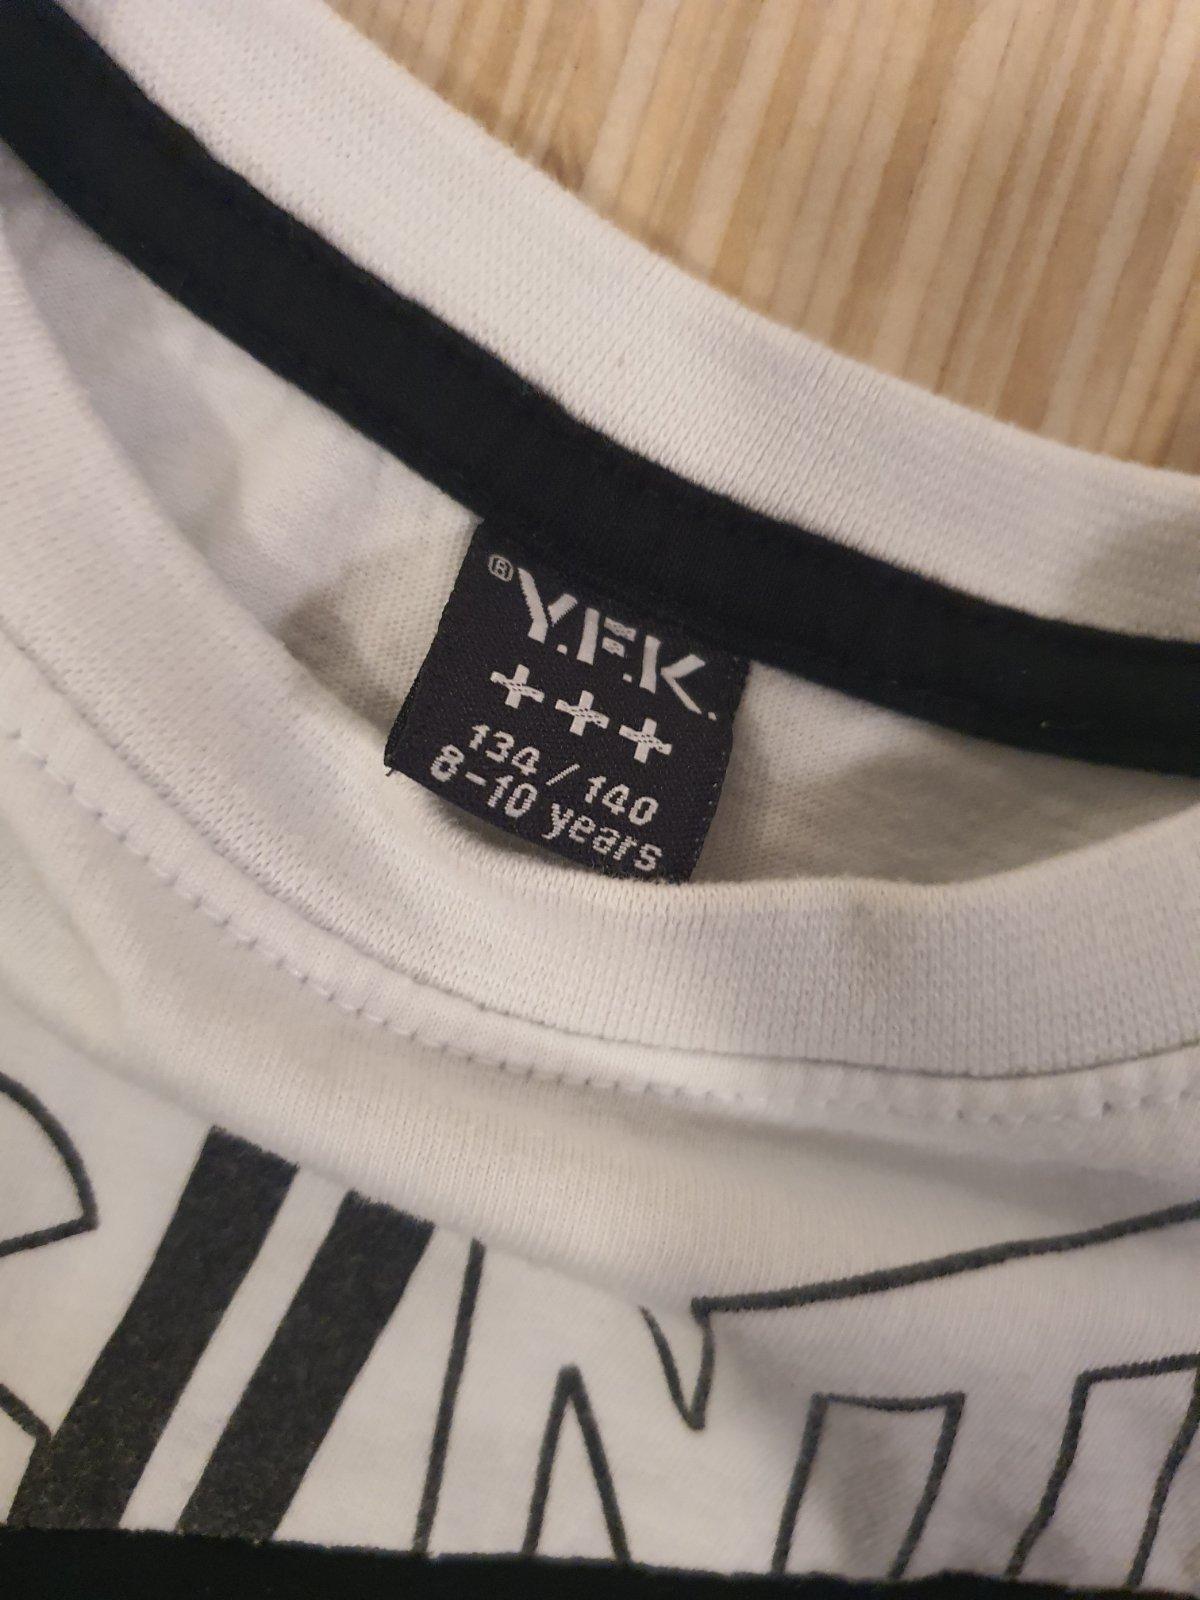 ® Y.F.K.
+++
134/140
8-10 years